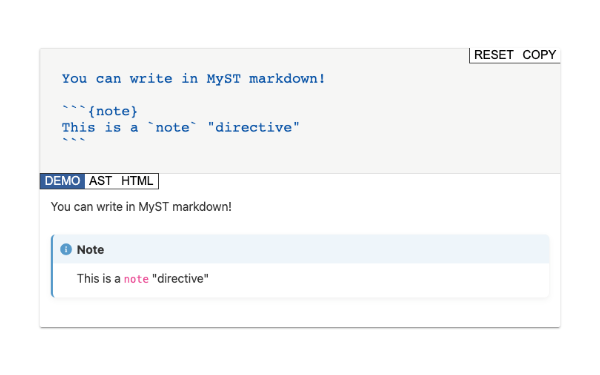 RESET COPY
You can write in MyST markdown!
```{note}
This is a `note` "directive"
```
DEMO AST HTML
You can write in MyST markdown!
Note
This is a note "directive"